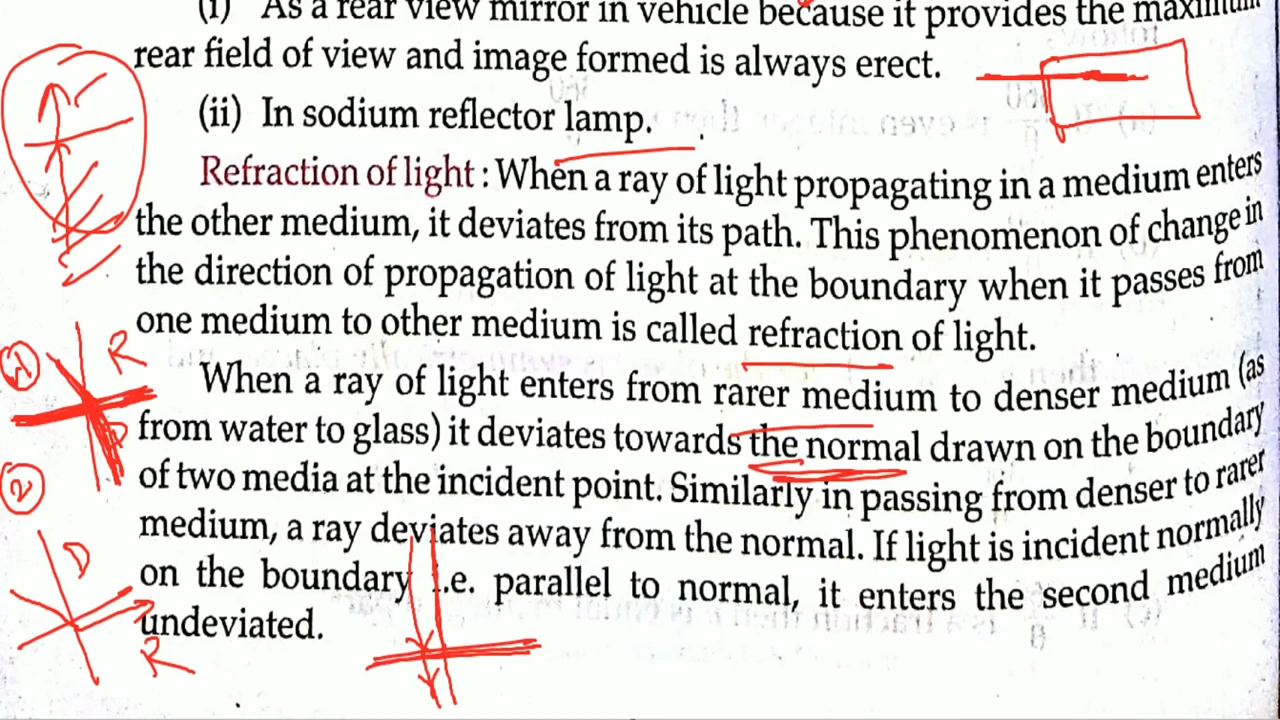 (i) As a rear view mirror in vehicle because it provides the maximum
rear field of view and image formed is always erect.
(ii) In sodium reflector lamp.
Refraction of light : When a ray of light propagating in a medium enters
the other medium, it deviates from its path. This phenomenon of change in
the direction of propagation of light at the boundary when it passes from
one medium to other medium is called refraction of light.
When a ray of light enters from rarer medium to denser medium (as
from water to glass) it deviates towards the normal drawn on the boundary
of two media at the incident point. Similarly in passing from denser to rarer
medium, a ray deviates away from the normal. If light is incident normally
on the boundary i.e. parallel to normal, it enters the second medium
undeviated.
R
D
2
D
R